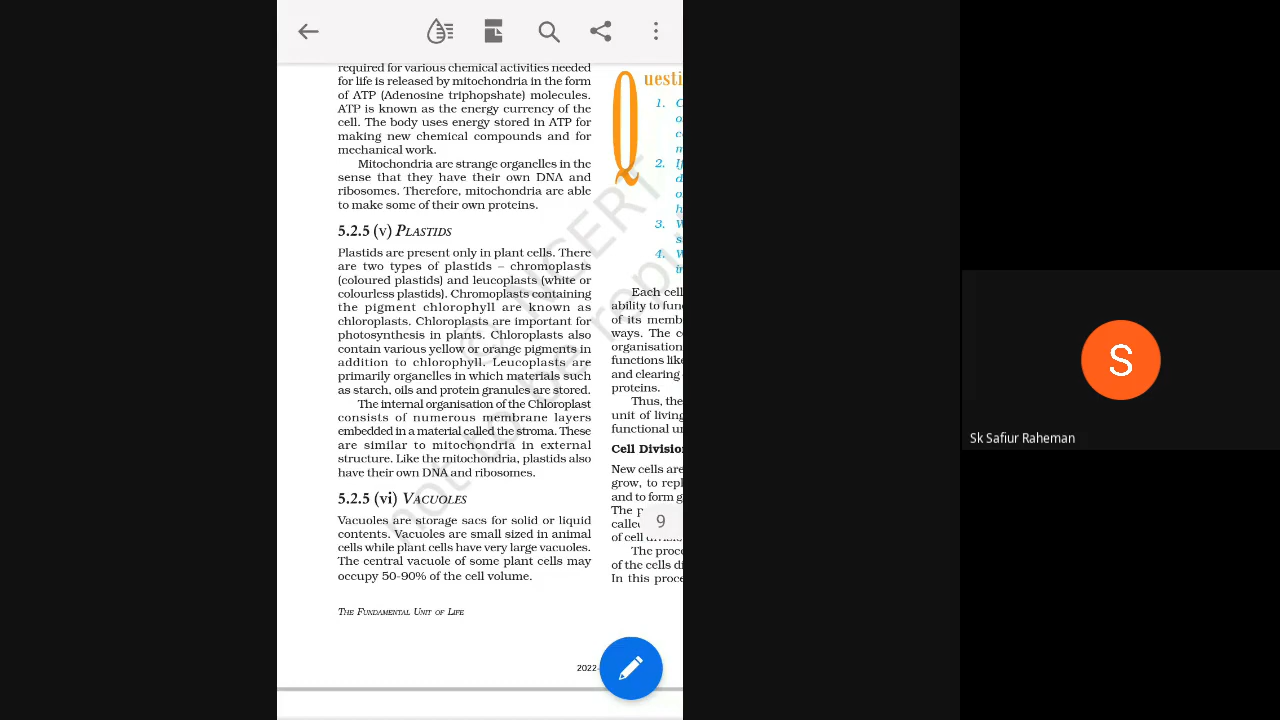 required for various chemical activities needed
for life is released by mitochondria in the form
of ATP (Adenosine triphopshate) molecules.
ATP is known as the energy currency of the
cell. The body uses energy stored in ATP for
making new chemical compounds and for
mechanical work.
Mitochondria are strange organelles in the
sense that they have their own DNA and
ribosomes. Therefore, mitochondria are able
to make some of their own proteins.
5.2.5 (v) PLASTIDS
Plastids are present only in plant cells. There
are two types of plastids – chromoplasts
(coloured plastids) and leucoplasts (white or
colourless plastids). Chromoplasts containing
the pigment chlorophyll are known as
chloroplasts. Chloroplasts are important for
photosynthesis in plants. Chloroplasts also
contain various yellow or orange pigments in
addition to chlorophyll. Leucoplasts are
primarily organelles in which materials such
as starch, oils and protein granules are stored.
The internal organisation of the Chloroplast
consists of numerous membrane layers
embedded in a material called the stroma. These
are similar to mitochondria in external
structure. Like the mitochondria, plastids also
have their own DNA and ribosomes.
5.2.5 (vi) VACUOLES
Vacuoles are storage sacs for solid or liquid
contents. Vacuoles are small sized in animal
cells while plant cells have very large vacuoles.
The central vacuole of some plant cells may
occupy 50-90% of the cell volume.
THE FUNDAMENTAL UNIT OF LIFE
2022-
Q
uesti
1.
2.
3.
4.
Each cell
ability to func
of its memb
ways. The c
organisation
functions like
and clearing
proteins.
Thus, the
unit of living
functional un
Cell Division
New cells are
grow, to repl
and to form g
The p
calle
of cell divisi
The proce
of the cells di
In this proce
9
© NCERT
not to be repu
S
Sk Safiur Raheman